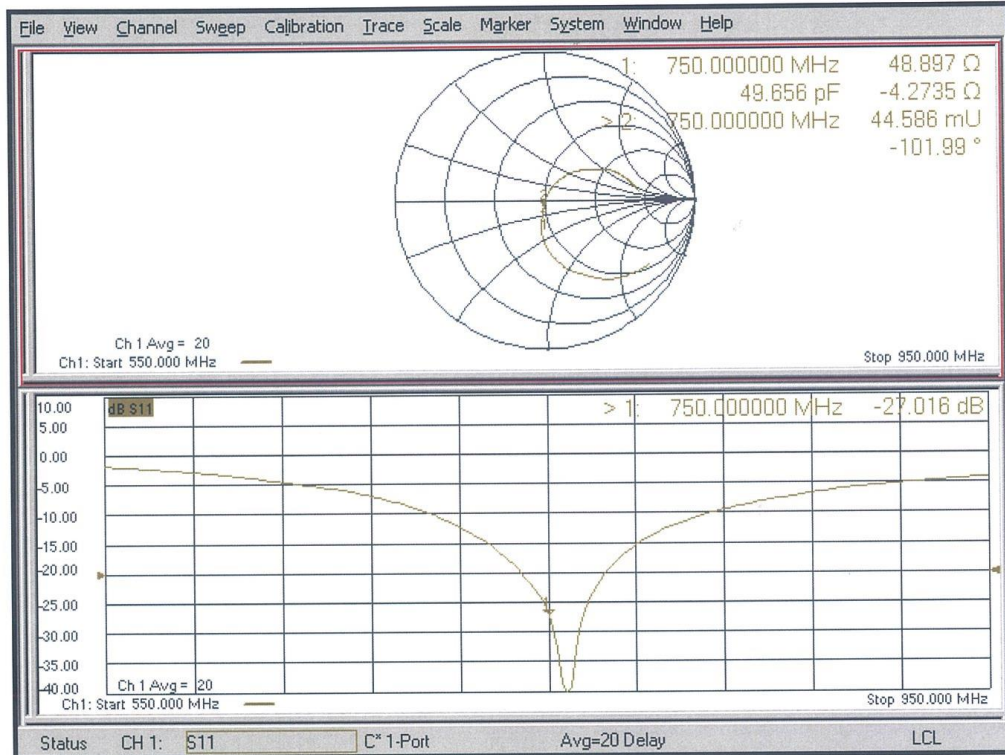 File View Channel Sweep Calibration Trace Scale Marker System Window Help
1: 750.000000 MHz 48.897 Ω
49.656 pF -4.2735 Ω
> 2: 750.000000 MHz 44.586 mU
-101.99 °
Ch 1 Avg = 20
Ch1: Start 550.000 MHz
Stop 950.000 MHz
10.00
dB S11
> 1: 750.000000 MHz -27.016 dB
5.00
0.00
-5.00
-10.00
-15.00
-20.00
-25.00
-30.00
-35.00
-40.00
1
Ch 1 Avg = 20
Ch1: Start 550.000 MHz
Stop 950.000 MHz
Status CH 1: S11 C* 1-Port Avg=20 Delay LCL